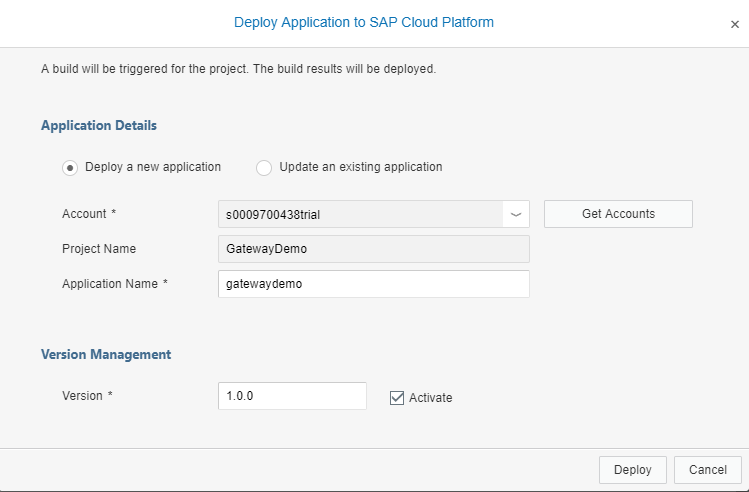 Deploy Application to SAP Cloud Platform
×
A build will be triggered for the project. The build results will be deployed.
Application Details
Deploy a new application Update an existing application
Account * s0009700438trial Get Accounts
Project Name GatewayDemo
Application Name * gatewaydemo
Version Management
Version * 1.0.0 Activate
Deploy Cancel